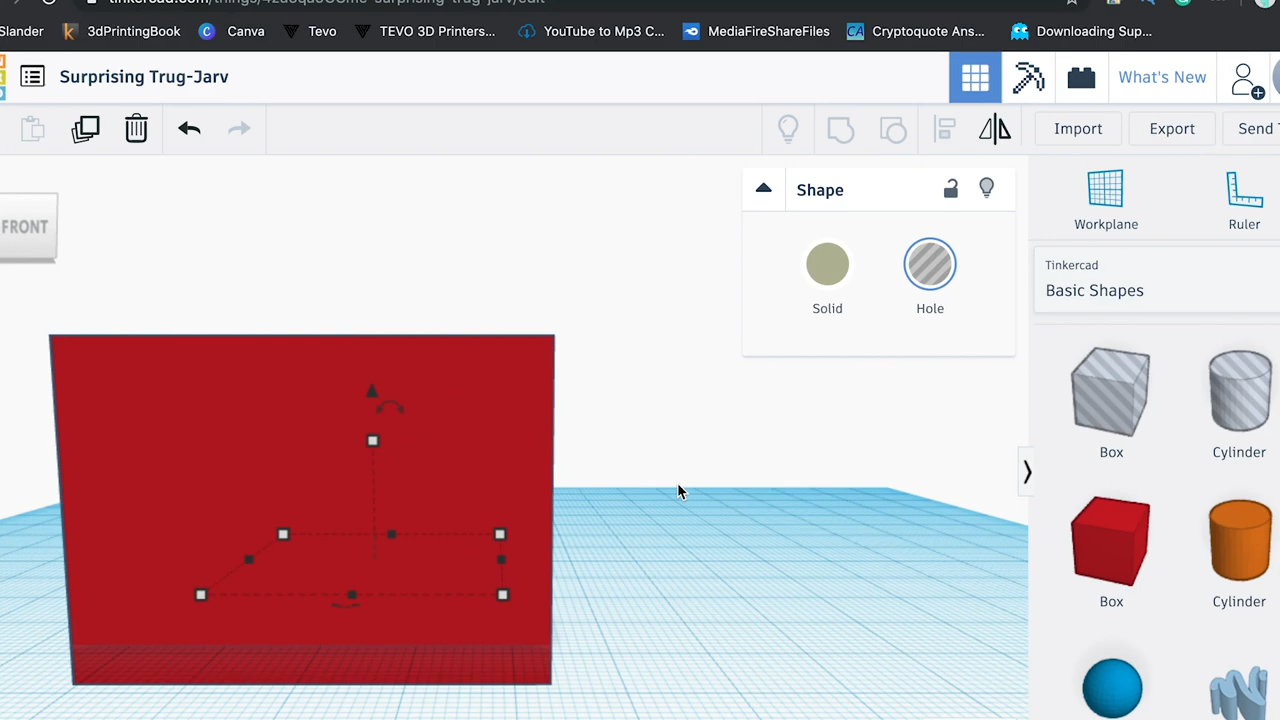 Slander 3dPrintingBook Canva Tevo TEVO 3D Printers... YouTube to Mp3 C... MediaFireShareFiles CA Cryptoquote Ans... Downloading Sup...
Surprising Trug-Jarv What's New
Import Export Send
FRONT
Shape
Workplane Ruler
Solid Hole
Tinkercad
Basic Shapes
Box Cylinder
Box Cylinder